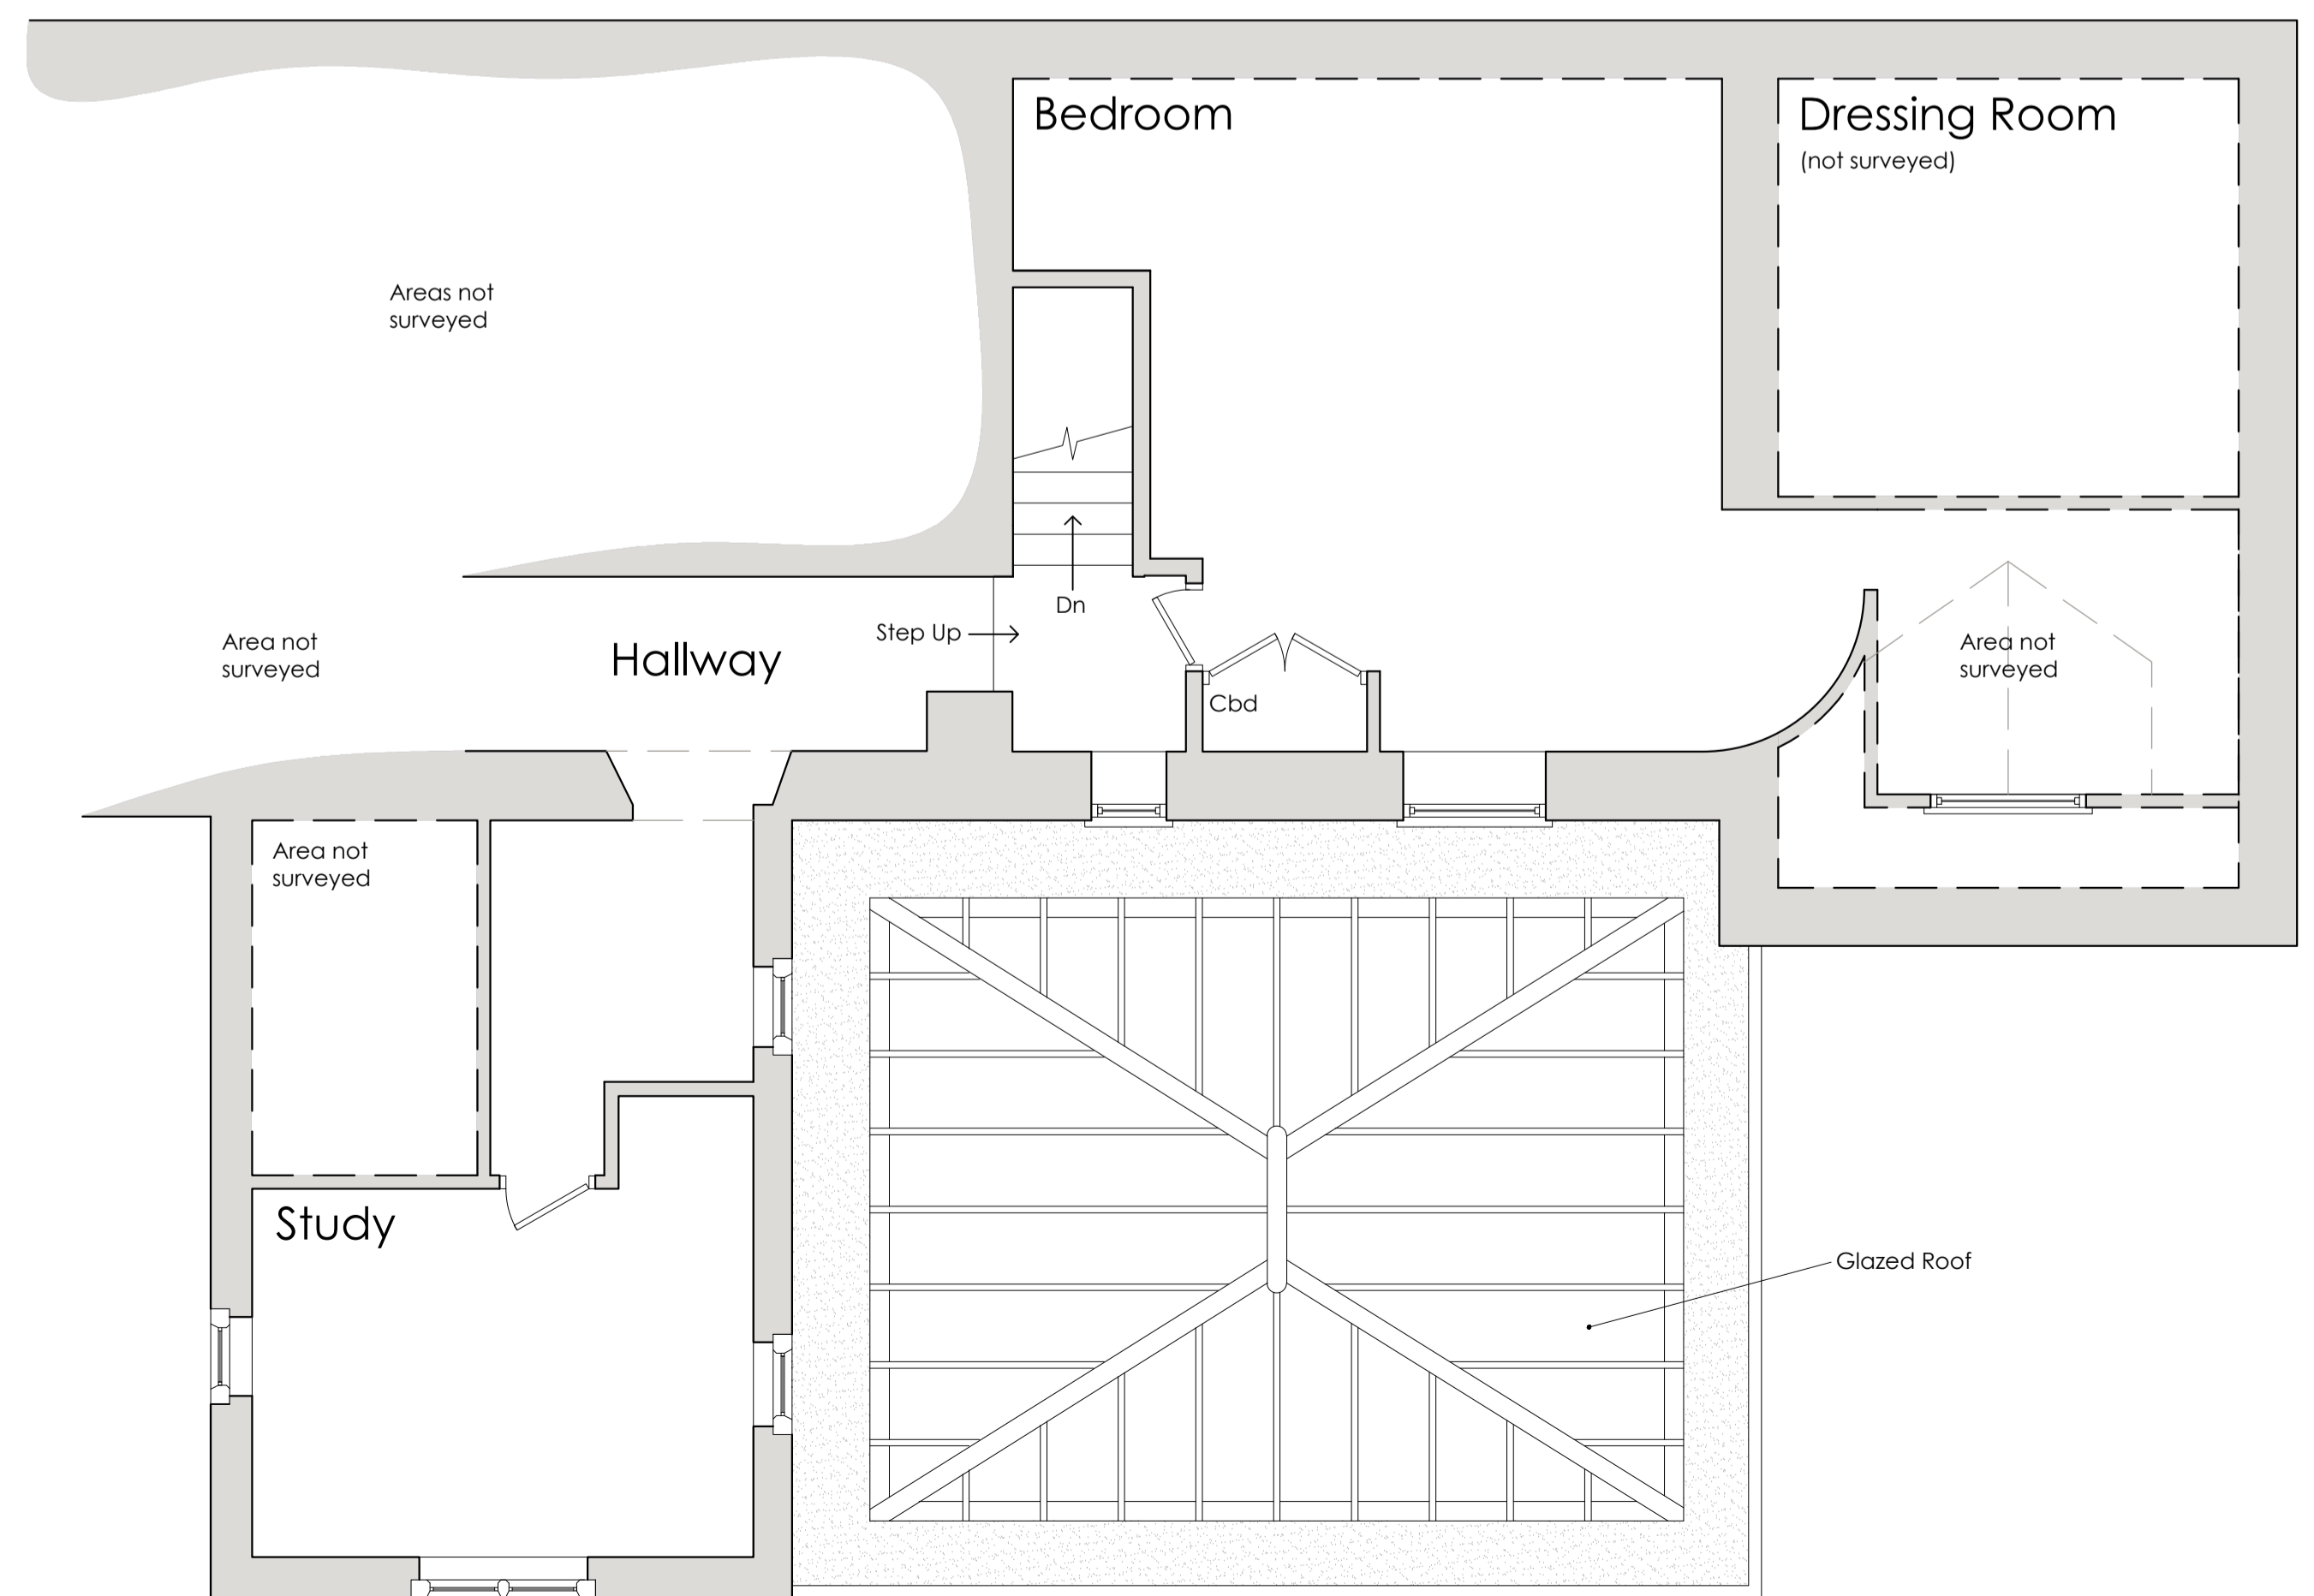 Bedroom
Dressing Room
(not surveyed)
Areas not
surveyed
Dn
Step Up
Hallway
Area not
surveyed
Area not
surveyed
Cbd
Area not
surveyed
Study
Glazed Roof